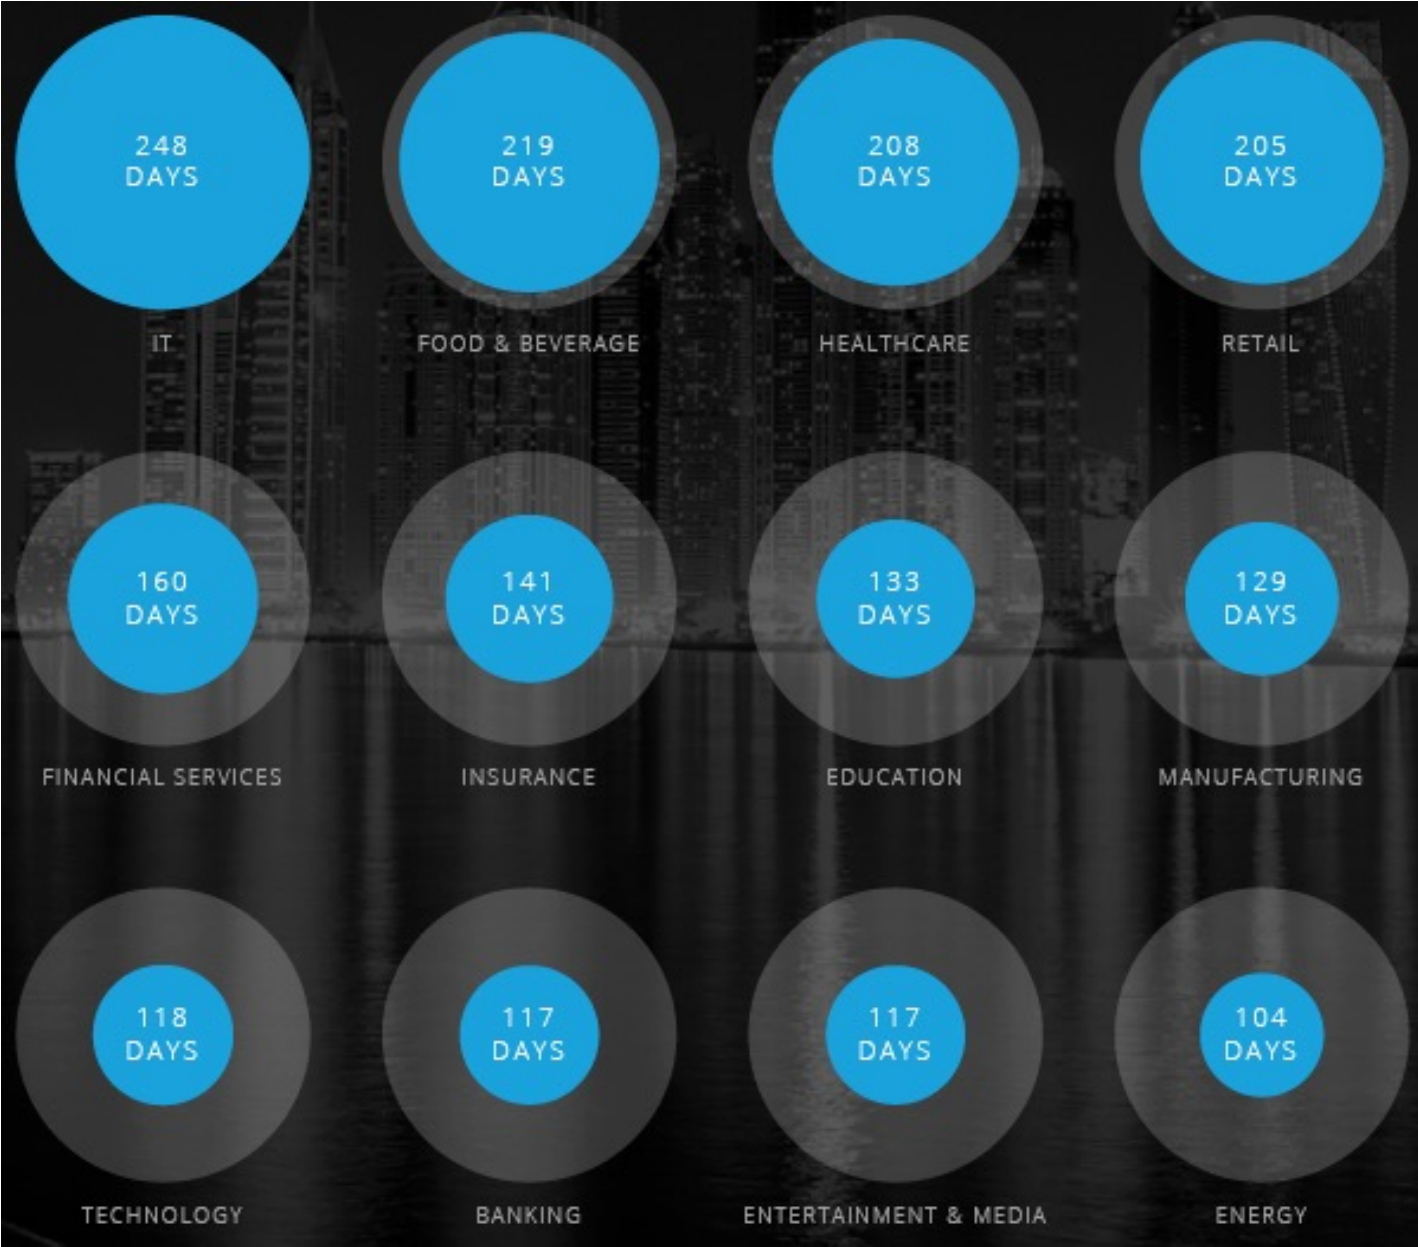 248
DAYS
219
DAYS
208
DAYS
205
DAYS
IT
FOOD & BEVERAGE
HEALTHCARE
RETAIL
160
DAYS
141
DAYS
133
DAYS
129
DAYS
FINANCIAL SERVICES
INSURANCE
EDUCATION
MANUFACTURING
118
DAYS
117
DAYS
117
DAYS
104
DAYS
TECHNOLOGY
BANKING
ENTERTAINMENT & MEDIA
ENERGY